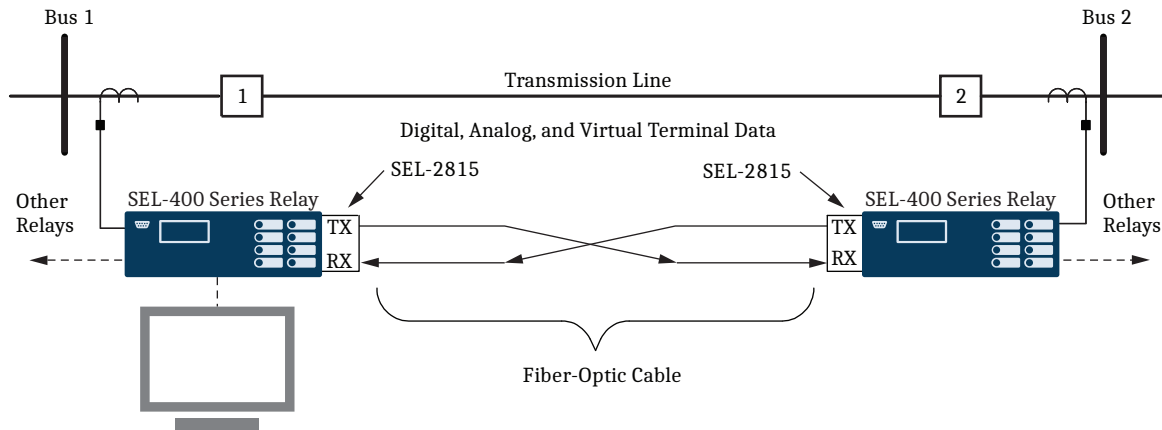 Bus 1
Bus 2
Transmission Line
1
2
Digital, Analog, and Virtual Terminal Data
SEL-2815
SEL-2815
Other
Relays
SEL-400 Series Relay
SEL-400 Series Relay
Other
Relays
TX
TX
RX
RX
Fiber-Optic Cable